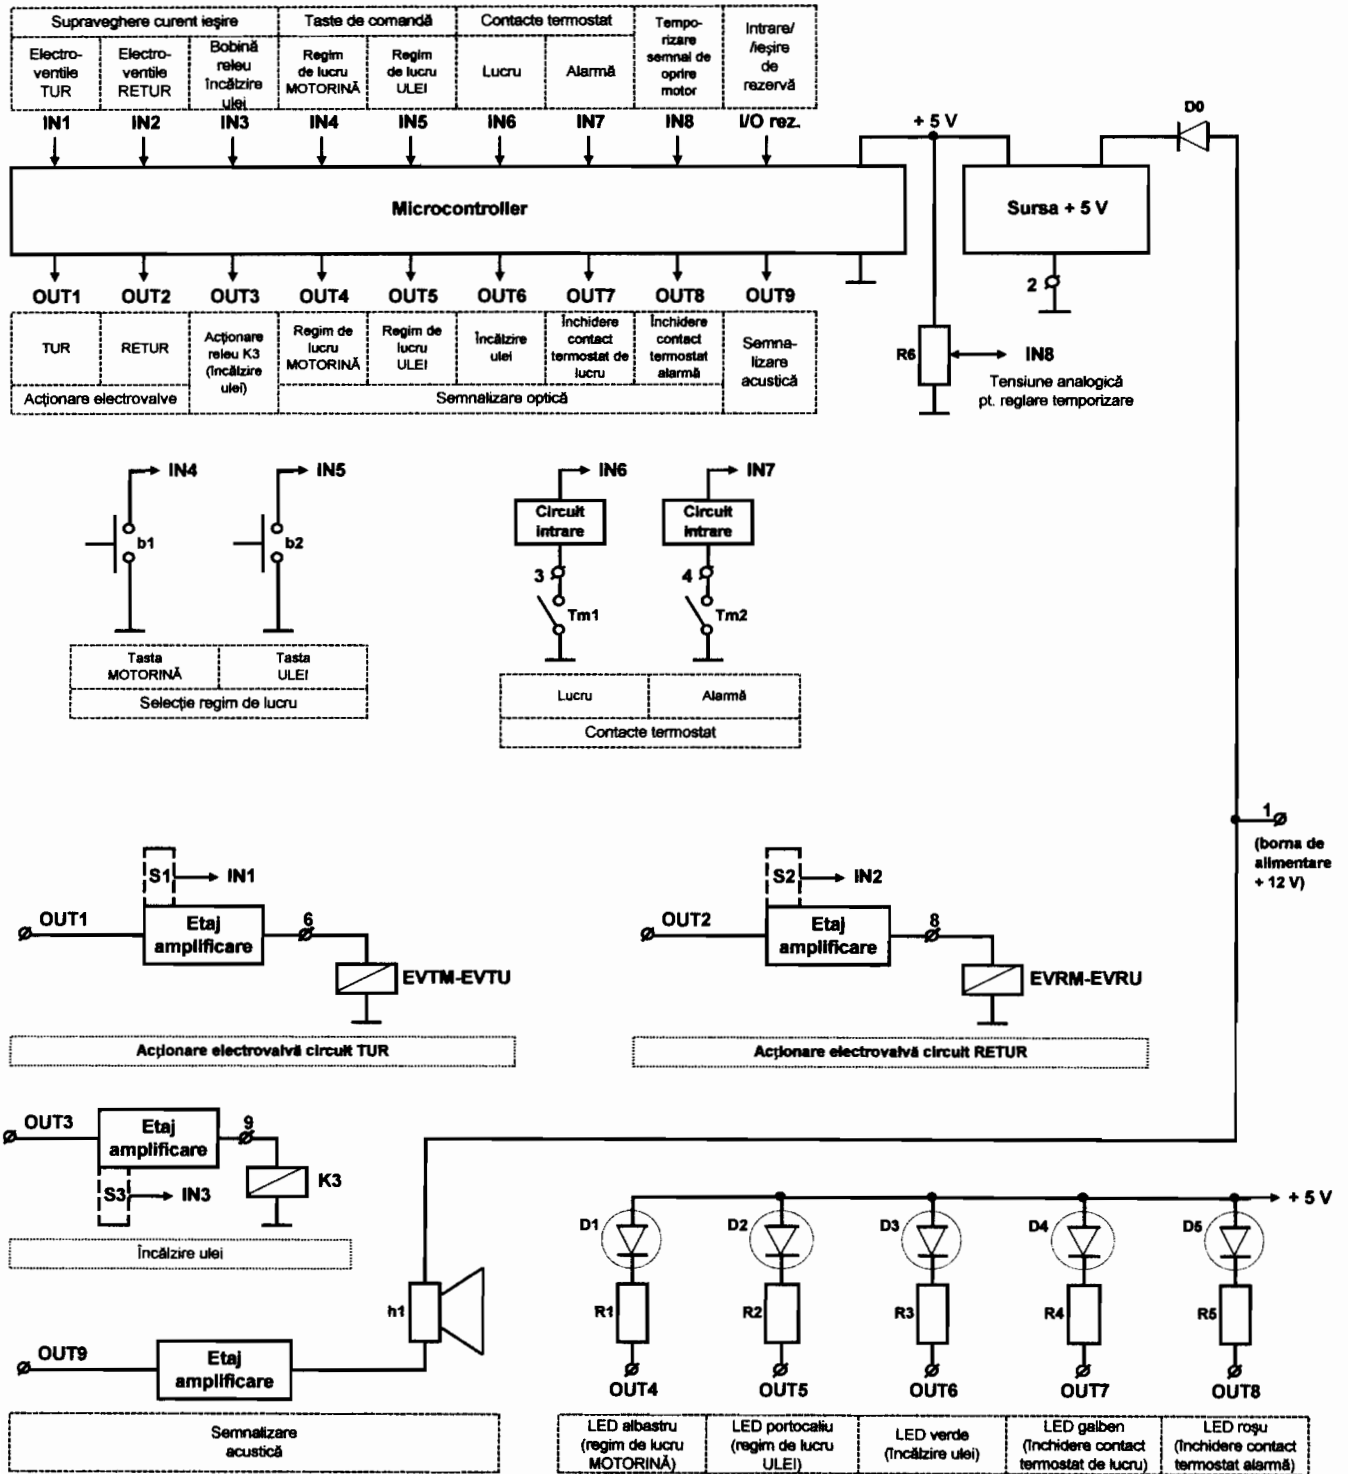 Supraveghere curent ieşire
Taste de comandă
Contacte termostat
Tempo-
rizare
semnal de
oprire
motor
Intrare/
/ieşire
de
rezervă
Electro-
ventile
TUR
Electro-
ventile
RETUR
Bobină
releu
încălzire
ulei
Regim
de lucru
MOTORINĂ
Regim
de lucru
ULEI
Lucru
Alarmă
IN1 IN2 IN3 IN4 IN5 IN6 IN7 IN8 I/O rez.
+ 5 V
D0
Microcontroller
Sursa + 5 V
2
OUT1 OUT2 OUT3 OUT4 OUT5 OUT6 OUT7 OUT8 OUT9
TUR
RETUR
Acţionare
releu K3
(încălzire
ulei)
Regim de
lucru
MOTORINĂ
Regim de
lucru
ULEI
Încălzire
ulei
Închidere
contact
termostat de
lucru
Închidere
contact
termostat
alarmă
Semna-
lizare
acustică
Acţionare electrovalve
Semnalizare optică
R6
IN8
Tensiune analogică
pt. reglare temporizare
IN4
IN5
IN6
IN7
b1
b2
Circuit
intrare
Circuit
intrare
3
4
Tm1
Tm2
Tasta
MOTORINĂ
Tasta
ULEI
Selecţie regim de lucru
Lucru
Alarmă
Contacte termostat
1
(borna de
alimentare
+ 12 V)
S1
IN1
OUT1
Etaj
amplificare
6
EVTM-EVTU
S2
IN2
OUT2
Etaj
amplificare
8
EVRM-EVRU
Acţionare electrovalvă circuit TUR
Acţionare electrovalvă circuit RETUR
OUT3
Etaj
amplificare
9
K3
S3
IN3
Încălzire ulei
+ 5 V
D1 D2 D3 D4 D5
h1
R1 R2 R3 R4 R5
OUT9
Etaj
amplificare
OUT4 OUT5 OUT6 OUT7 OUT8
Semnalizare
acustică
LED albastru
(regim de lucru
MOTORINĂ)
LED portocaliu
(regim de lucru
ULEI)
LED verde
(încălzire ulei)
LED galben
(închidere contact
termostat de lucru)
LED roşu
(închidere contact
termostat alarmă)